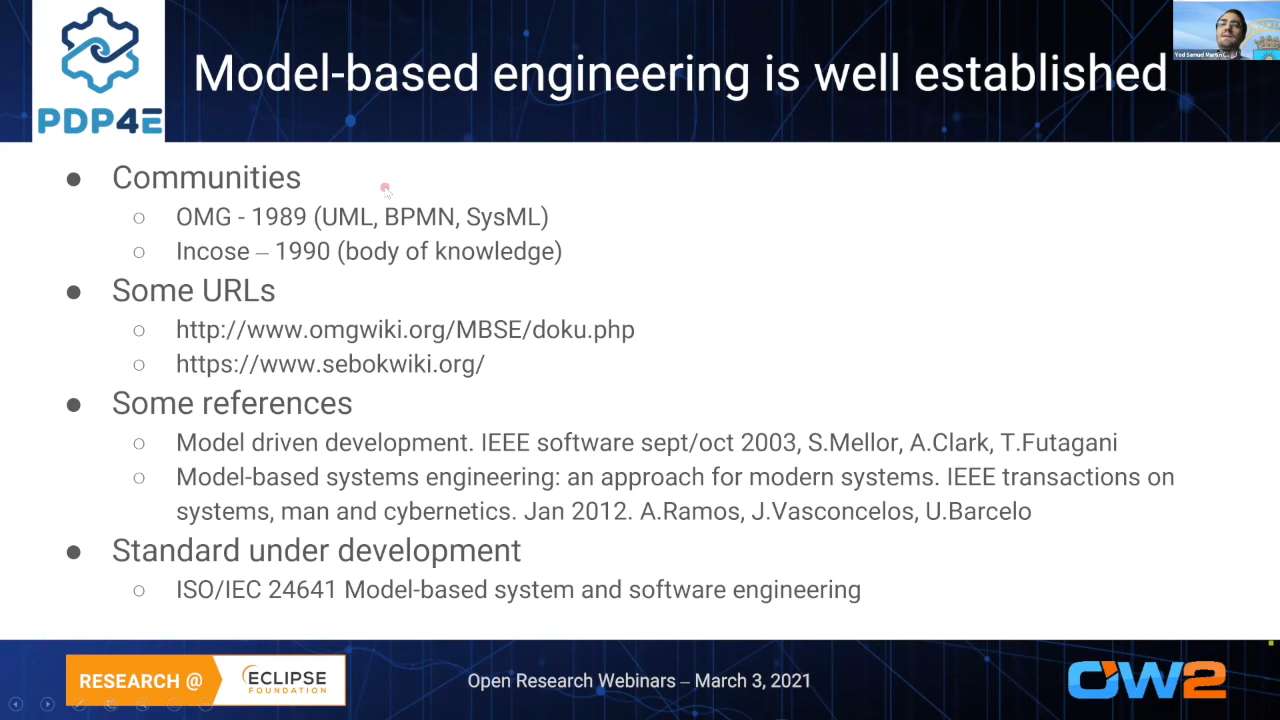 PDP4E
Model-based engineering is well established
Yod Samuel Martín
● Communities
○ OMG - 1989 (UML, BPMN, SysML)
○ Incose – 1990 (body of knowledge)
● Some URLs
○ http://www.omgwiki.org/MBSE/doku.php
○ https://www.sebokwiki.org/
● Some references
○ Model driven development. IEEE software sept/oct 2003, S.Mellor, A.Clark, T.Futagani
○ Model-based systems engineering: an approach for modern systems. IEEE transactions on
systems, man and cybernetics. Jan 2012. A.Ramos, J.Vasconcelos, U.Barcelo
● Standard under development
○ ISO/IEC 24641 Model-based system and software engineering
RESEARCH @
ECLIPSE
FOUNDATION
Open Research Webinars – March 3, 2021
OW2